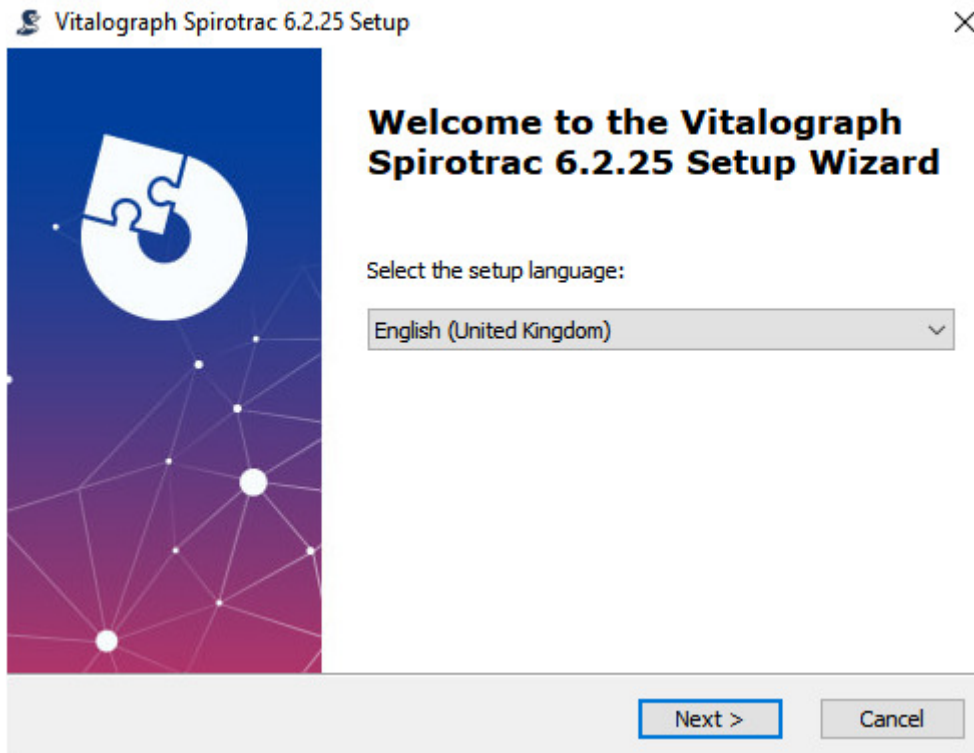 Vitalograph Spirotrac 6.2.25 Setup
Welcome to the Vitalograph
Spirotrac 6.2.25 Setup Wizard
Select the setup language:
English (United Kingdom)
Next >
Cancel